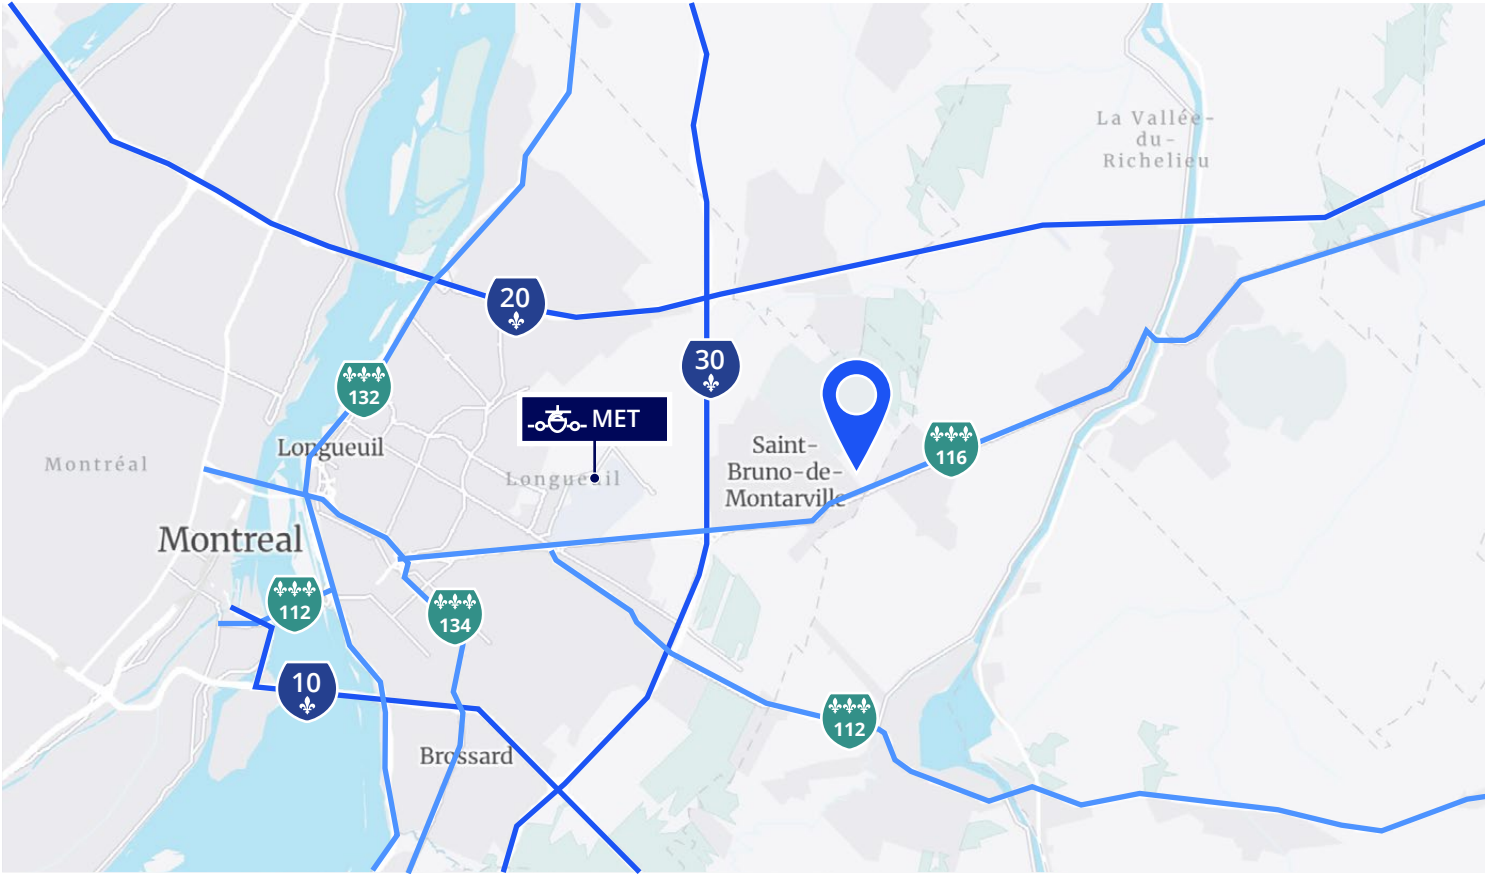 La Vallée-
du-
Richelieu
20
30
132
MET
Longueuil
Saint-
Bruno-de-
Montarville
116
Montréal
Longueuil
Montreal
112
134
10
112
Brossard